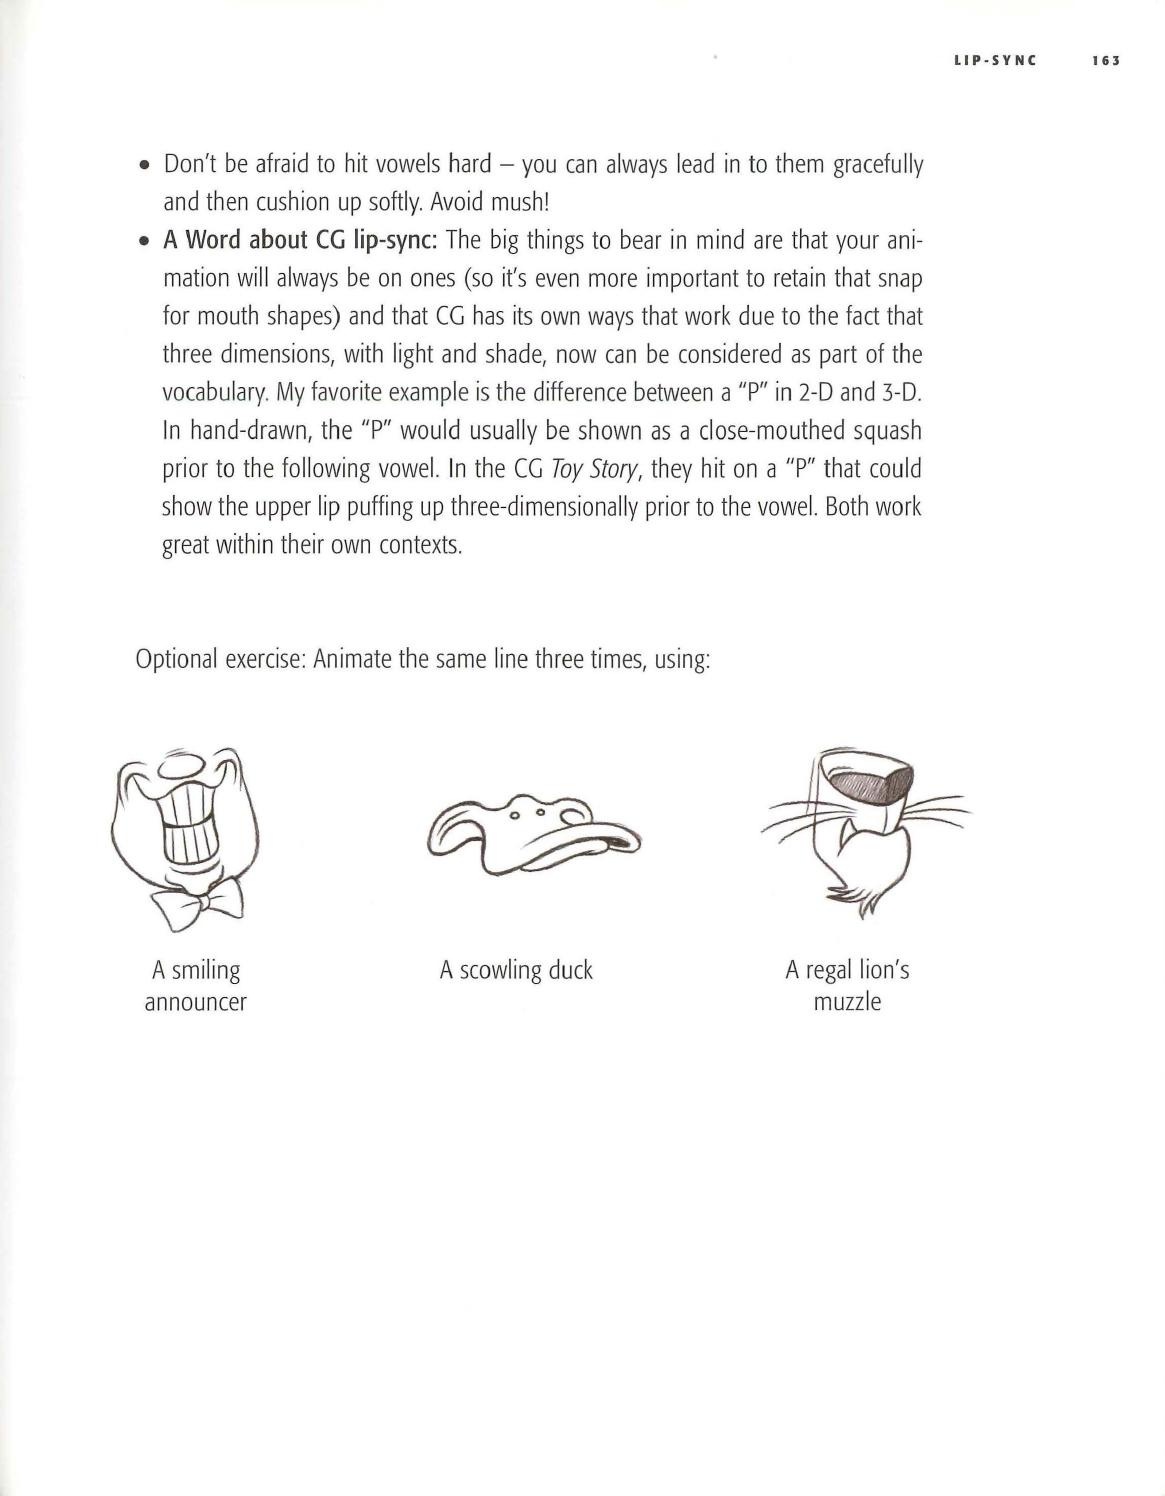 LIP-SYNC 163
• Don't be afraid to hit vowels hard – you can always lead in to them gracefully
and then cushion up softly. Avoid mush!
• A Word about CG lip-sync: The big things to bear in mind are that your ani-
mation will always be on ones (so it's even more important to retain that snap
for mouth shapes) and that CG has its own ways that work due to the fact that
three dimensions, with light and shade, now can be considered as part of the
vocabulary. My favorite example is the difference between a "P" in 2-D and 3-D.
In hand-drawn, the "P" would usually be shown as a close-mouthed squash
prior to the following vowel. In the CG Toy Story, they hit on a "P" that could
show the upper lip puffing up three-dimensionally prior to the vowel. Both work
great within their own contexts.
Optional exercise: Animate the same line three times, using:
A smiling
announcer
A scowling duck
A regal lion's
muzzle